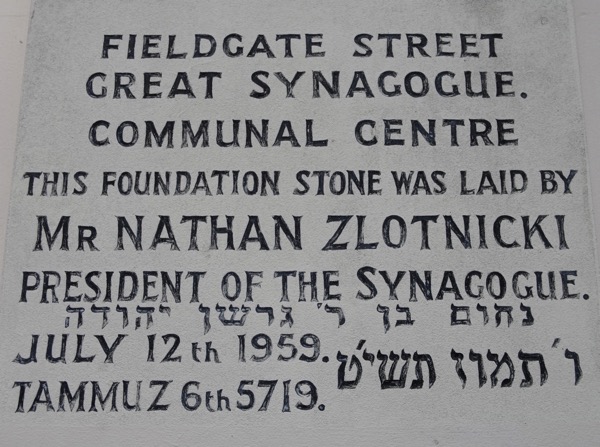 FIELDGATE STREET
GREAT SYNAGOGUE.
COMMUNAL CENTRE
THIS FOUNDATION STONE WAS LAID BY
MR NATHAN ZLOTNICKI
PRESIDENT OF THE SYNAGOGUE.
נחום בן ר' גרשן יהודה
JULY 12th 1959.
ו' תמוז תשי"ט
TAMMUZ 6th 5719.